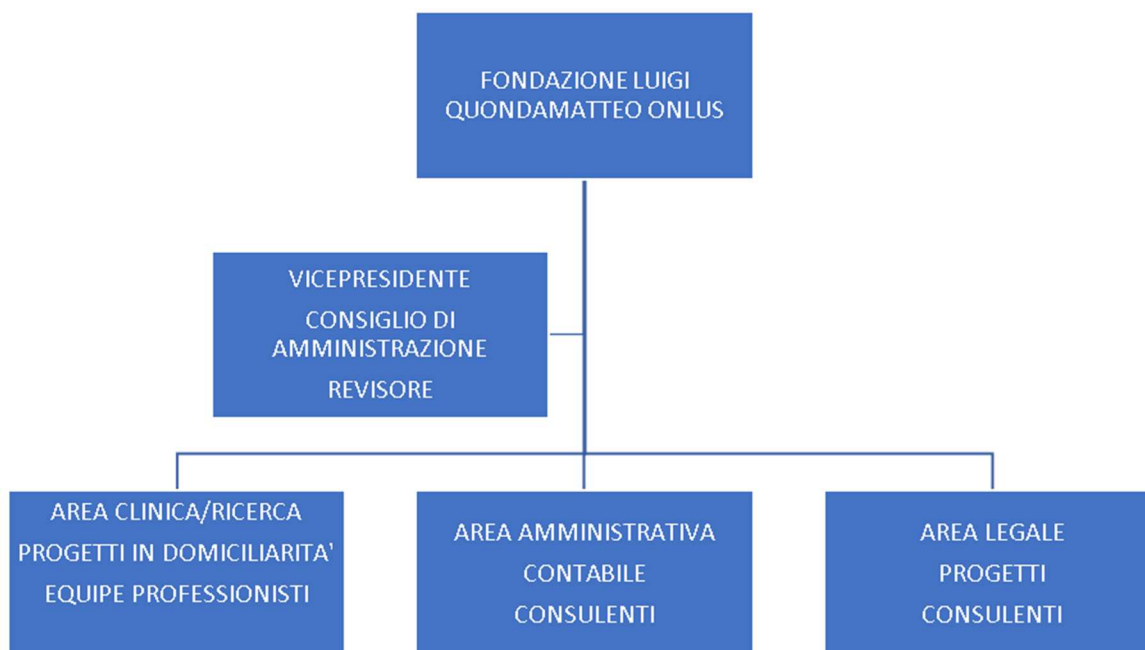 FONDAZIONE LUIGI
QUONDAMATTEO ONLUS
VICEPRESIDENTE
CONSIGLIO DI
AMMINISTRAZIONE
REVISORE
AREA CLINICA/RICERCA
PROGETTI IN DOMICILIARITA'
EQUIPE PROFESSIONISTI
AREA AMMINISTRATIVA
CONTABILE
CONSULENTI
AREA LEGALE
PROGETTI
CONSULENTI